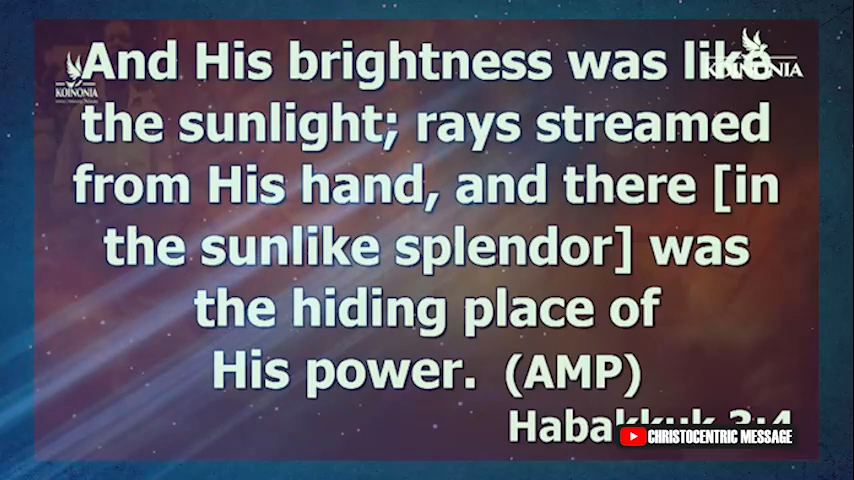 And His brightness was like
KOINONIA
KOINONIA
the sunlight; rays streamed
from His hand, and there [in
the sunlike splendor] was
the hiding place of
His power. (AMP)
Habakkuk 3:4
CHRISTOCENTRIC MESSAGE